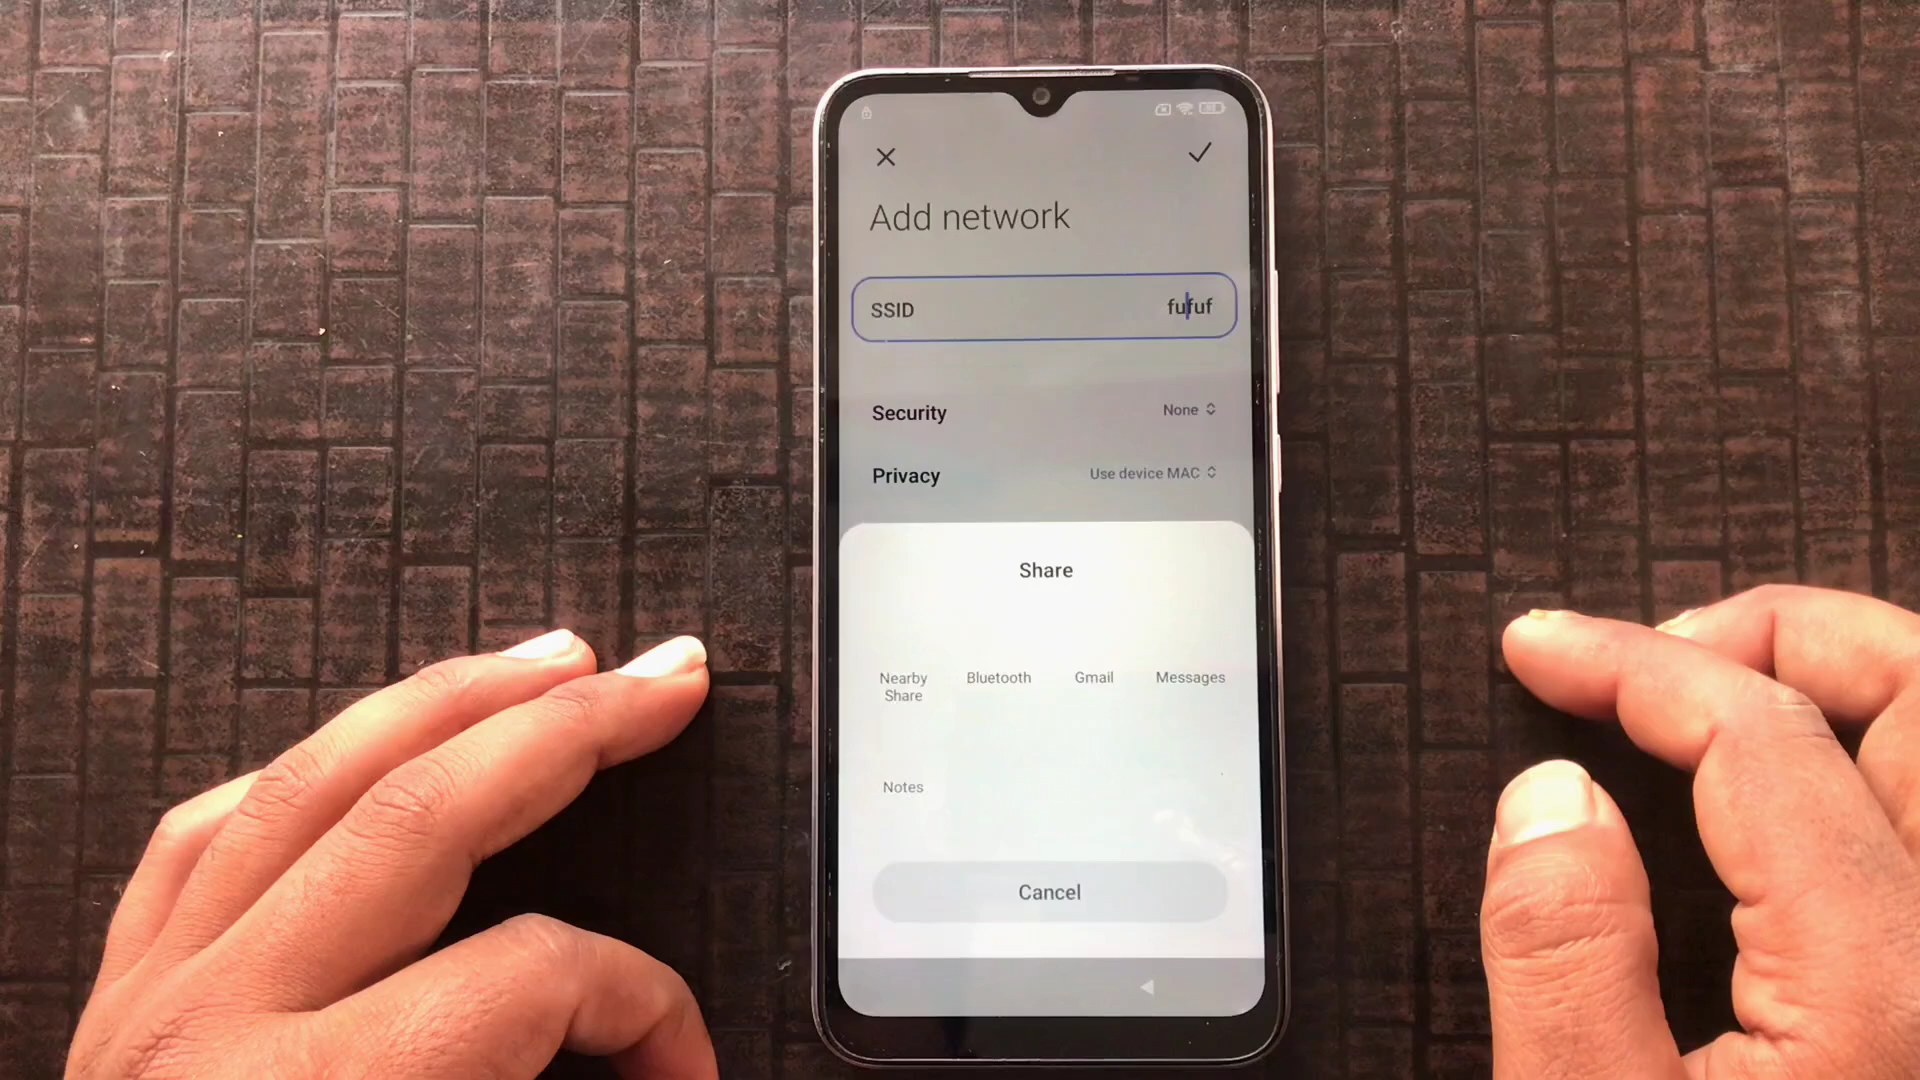 Add network
SSID fufuf
Security None
Privacy Use device MAC
Share
Nearby Share
Bluetooth
Gmail
Messages
Notes
Cancel